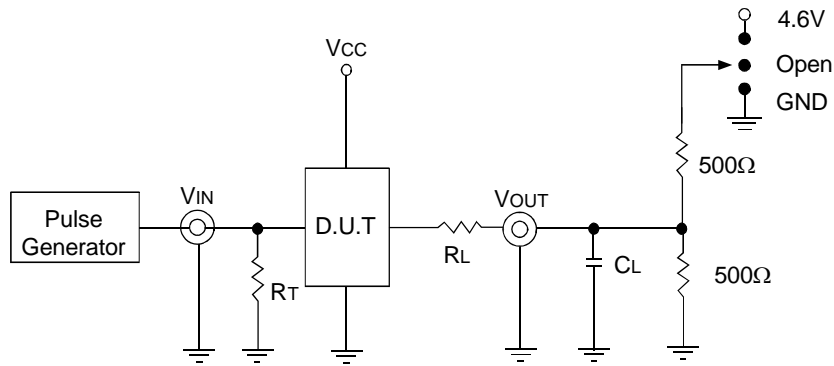 4.6V
Open
GND
VCC
500Ω
Pulse
Generator
VIN
D.U.T
VOUT
RL
CL
RT
500Ω